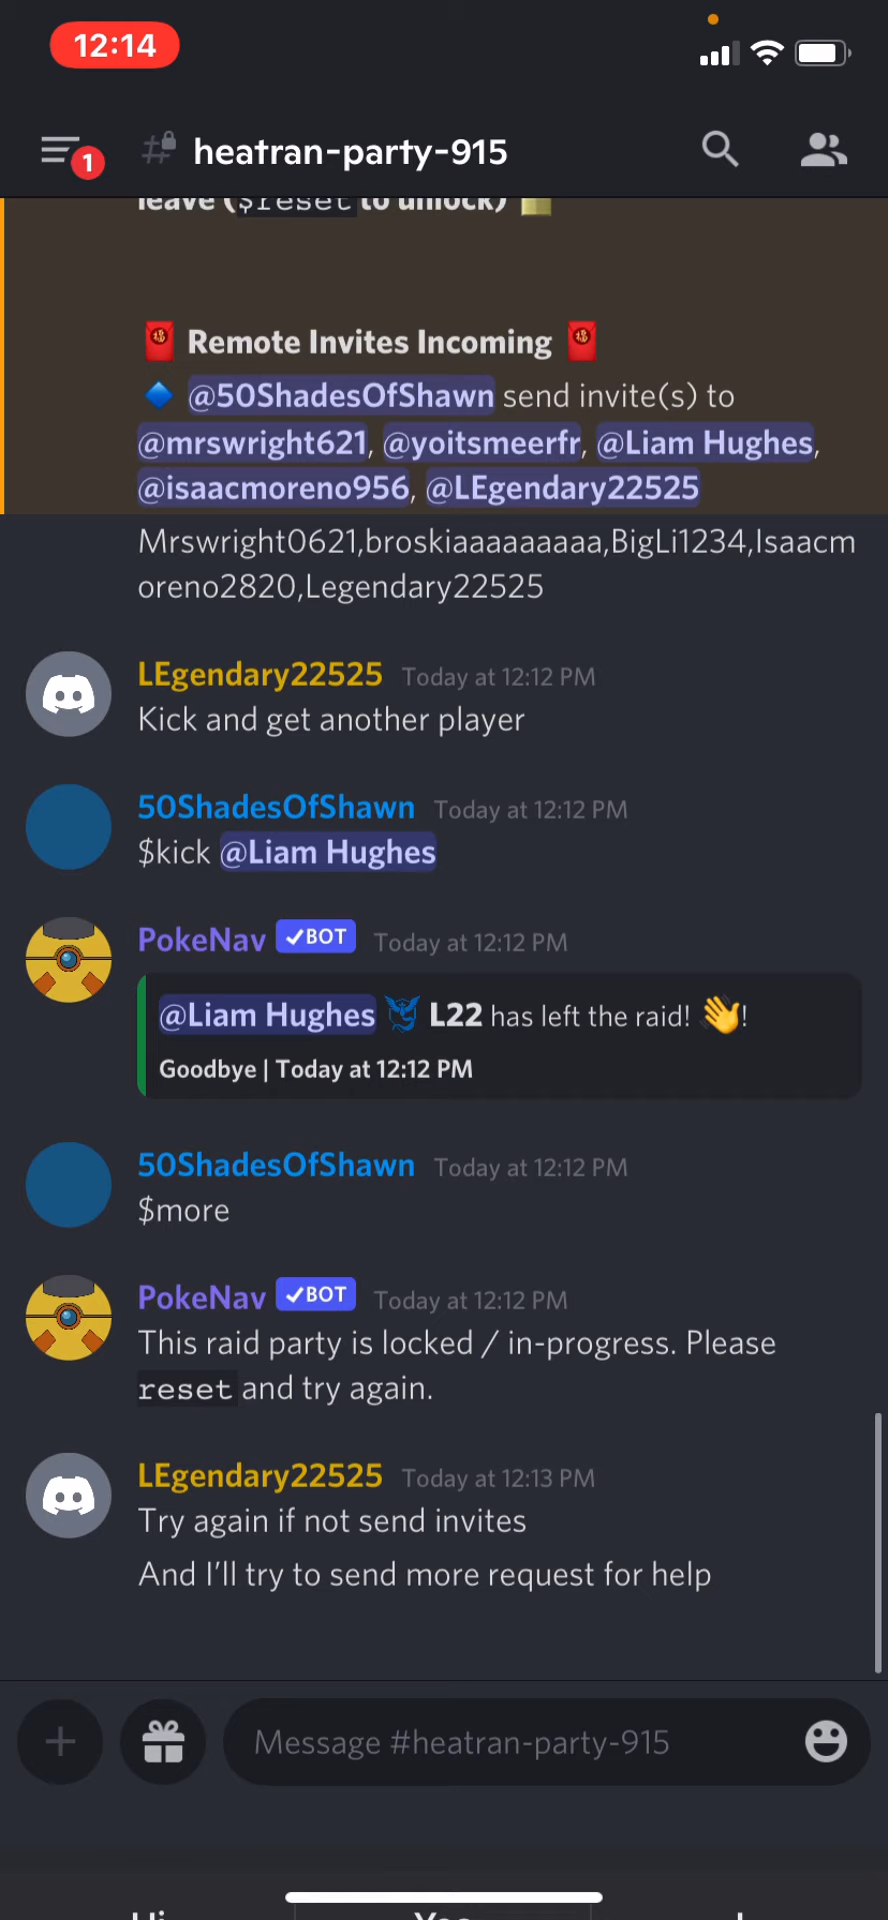 12:14
1
heatran-party-915
leave ($reset to unlock)
Remote Invites Incoming
@50ShadesOfShawn send invite(s) to
@mrswright621, @yoitsmeerfr, @Liam Hughes,
@isaacmoreno956, @LEgendary22525
Mrswright0621,broskiaaaaaaaaa,BigLi1234,Isaacm
oreno2820,Legendary22525
LEgendary22525 Today at 12:12 PM
Kick and get another player
50ShadesOfShawn Today at 12:12 PM
$kick @Liam Hughes
PokeNav ✓BOT Today at 12:12 PM
@Liam Hughes L22 has left the raid! 👋!
Goodbye | Today at 12:12 PM
50ShadesOfShawn Today at 12:12 PM
$more
PokeNav ✓BOT Today at 12:12 PM
This raid party is locked / in-progress. Please
reset and try again.
LEgendary22525 Today at 12:13 PM
Try again if not send invites
And I'll try to send more request for help
Message #heatran-party-915